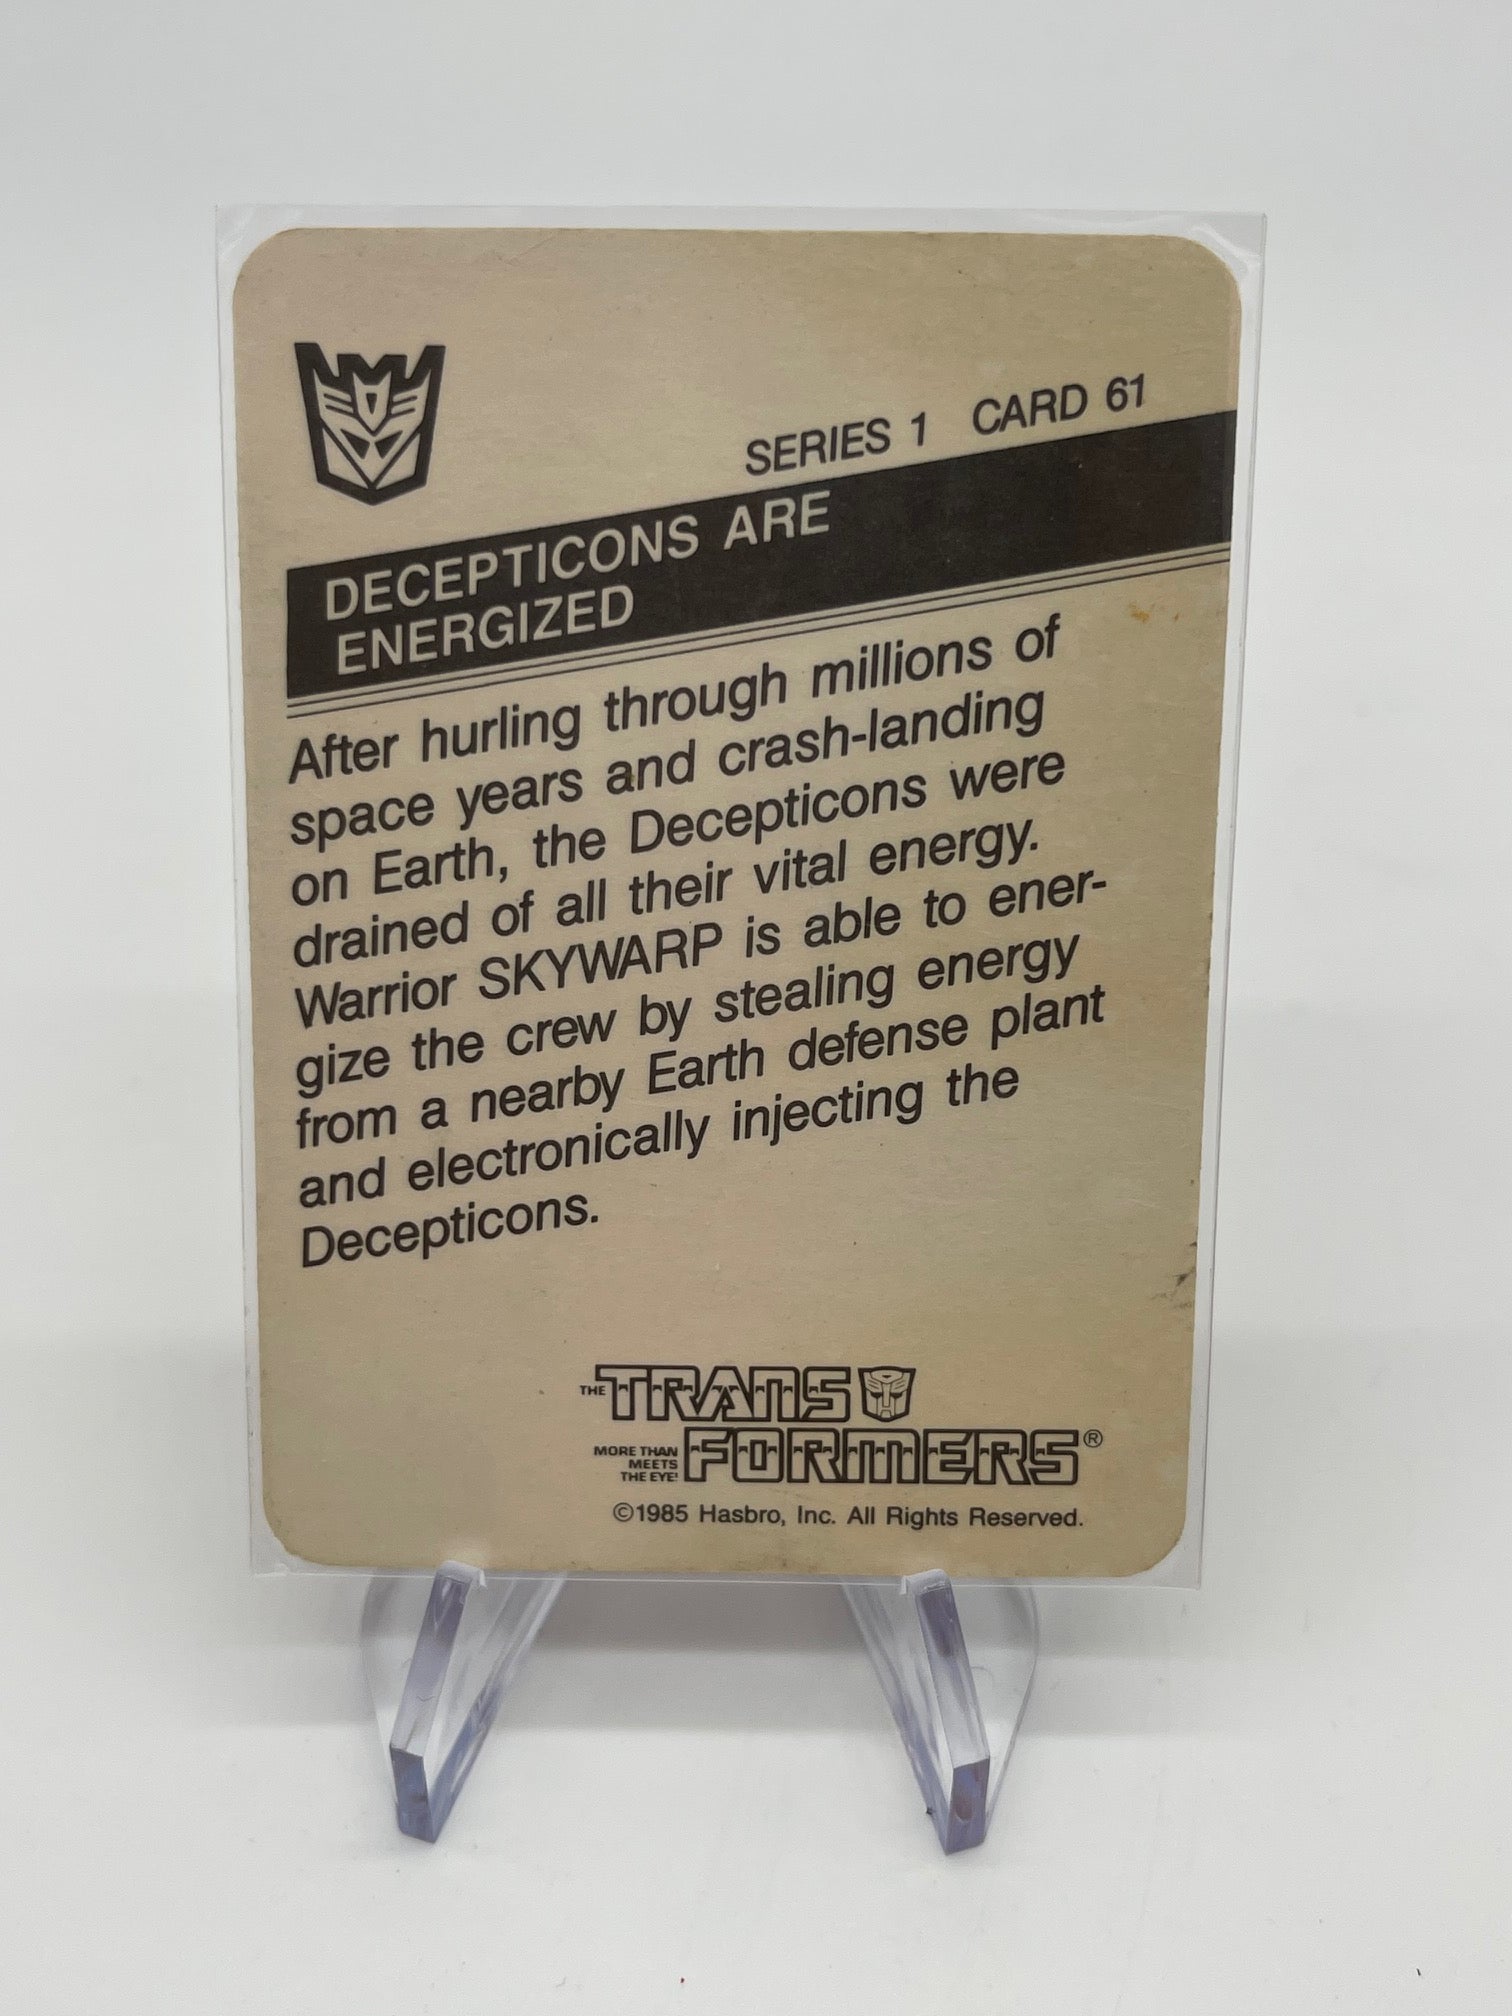 SERIES 1 CARD 61
DECEPTICONS ARE
ENERGIZED
After hurling through millions of
space years and crash-landing
on Earth, the Decepticons were
drained of all their vital energy.
Warrior SKYWARP is able to ener-
gize the crew by stealing energy
from a nearby Earth defense plant
and electronically injecting the
Decepticons.
THE TRANS
FORMERS®
MORE THAN
MEETS
THE EYE!
©1985 Hasbro, Inc. All Rights Reserved.